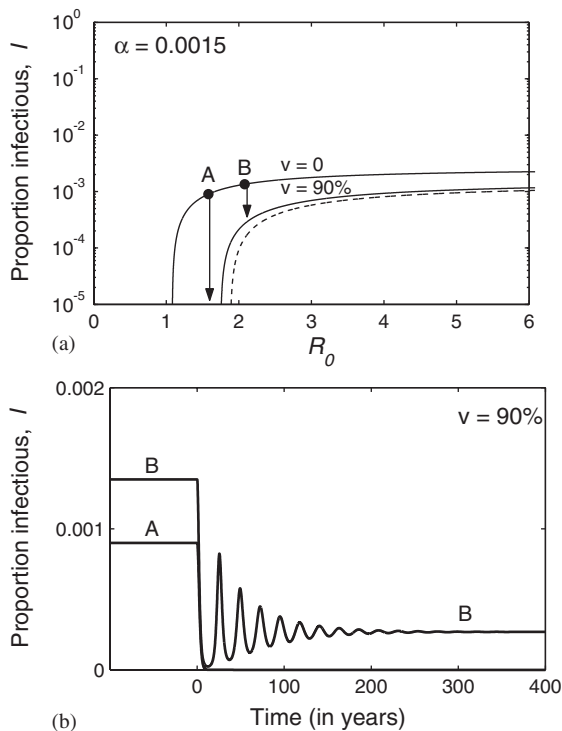 α = 0.0015
Proportion infectious, I
10⁰
10⁻¹
10⁻²
10⁻³
10⁻⁴
10⁻⁵
A
B
v = 0
v = 90%
0
1
2
3
4
5
6
R₀
(a)
v = 90%
Proportion infectious, I
0.002
0.001
0
B
A
B
0
100
200
300
400
Time (in years)
(b)